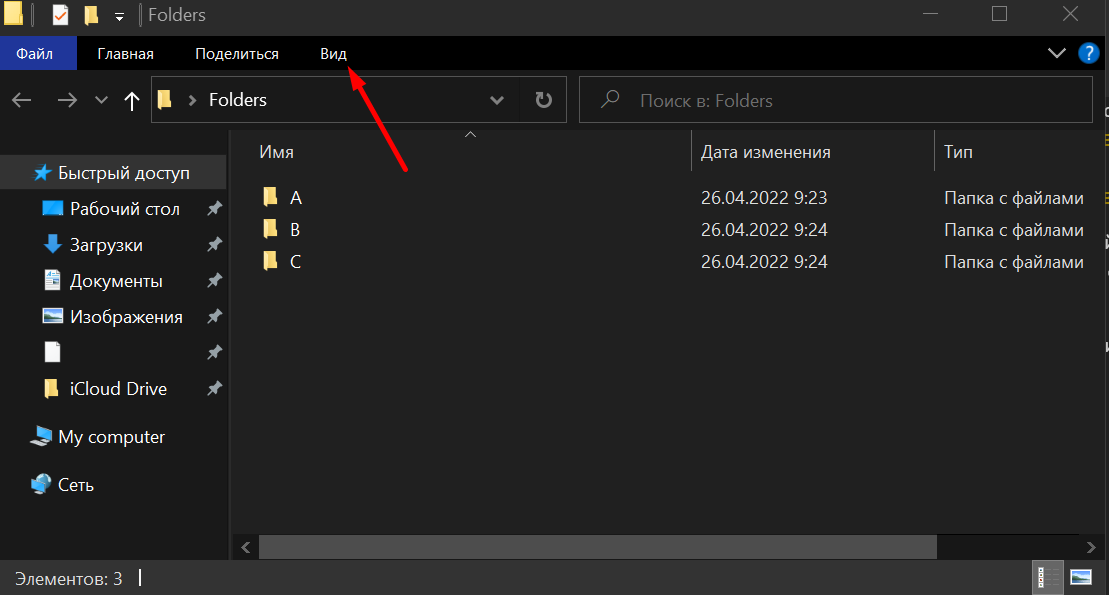 Folders
Файл Главная Поделиться Вид ?
Folders Поиск в: Folders
Имя Дата изменения Тип
Быстрый доступ
Рабочий стол
Загрузки
Документы
Изображения
iCloud Drive
My computer
Сеть
A 26.04.2022 9:23 Папка с файлами
B 26.04.2022 9:24 Папка с файлами
C 26.04.2022 9:24 Папка с файлами
Элементов: 3